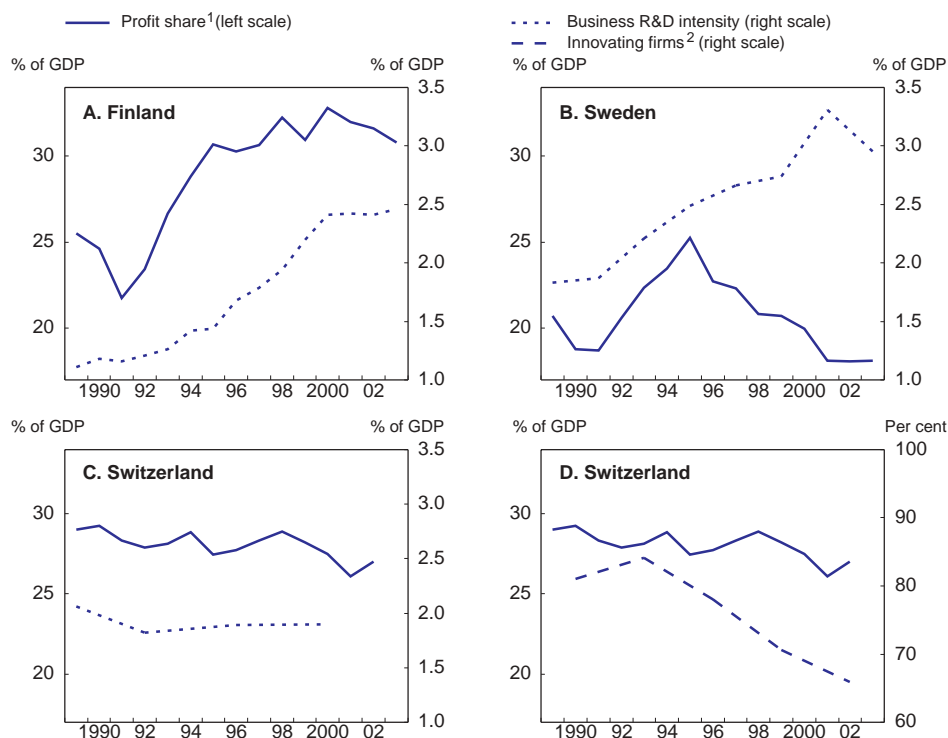 Profit share1 (left scale)
Business R&D intensity (right scale)
Innovating firms2 (right scale)
% of GDP % of GDP % of GDP % of GDP
A. Finland B. Sweden
3.5 3.5
3.0 3.0
30 30
2.5 2.5
25 25
2.0 2.0
1.5 1.5
20 20
1.0 1.0
1990 92 94 96 98 2000 02 1990 92 94 96 98 2000 02
% of GDP % of GDP % of GDP Per cent
3.5 100
C. Switzerland D. Switzerland
3.0
30 30 90
2.5
25 25 80
2.0
70
20 1.5 20
1.0 60
1990 92 94 96 98 2000 02 1990 92 94 96 98 2000 02